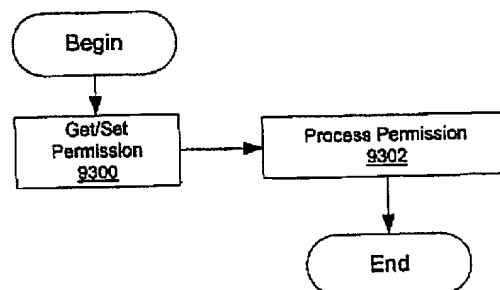 Begin
Get/Set
Permission
9300
Process Permission
9302
End